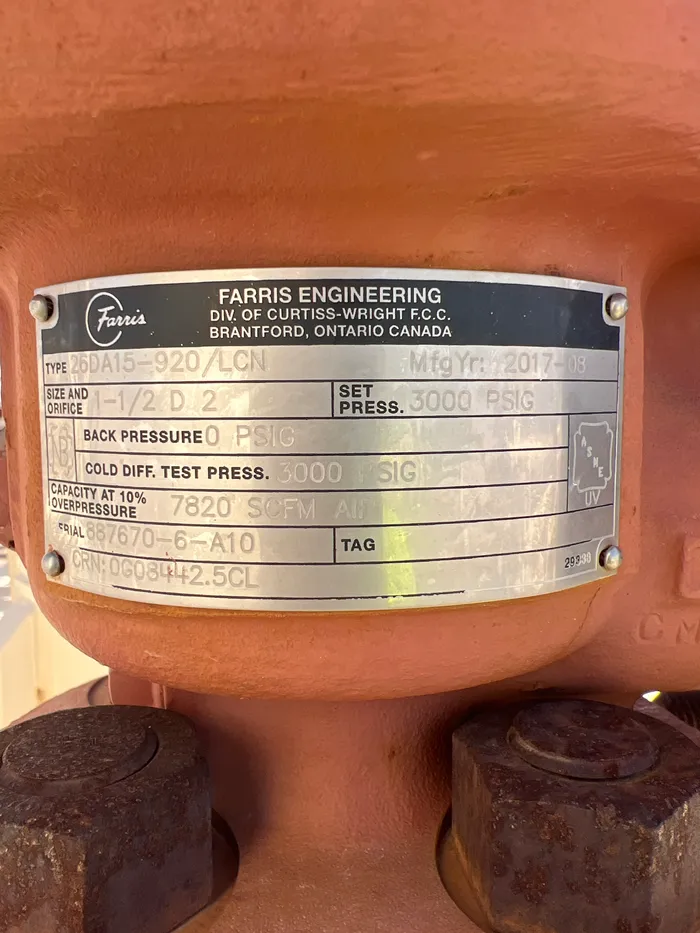 Farris
FARRIS ENGINEERING
DIV. OF CURTISS-WRIGHT F.C.C.
BRANTFORD, ONTARIO CANADA
TYPE 26DA15-920/LCN MfgYr: 2017-08
SIZE AND ORIFICE 1-1/2 D 2
SET PRESS. 3000 PSIG
BACK PRESSURE 0 PSIG
COLD DIFF. TEST PRESS. 3000 PSIG
NB
ASME
UV
CAPACITY AT 10% OVERPRESSURE 7820 SCFM Air
SERIAL 887670-6-A10
TAG
CRN: 0G08442.5CL
CM